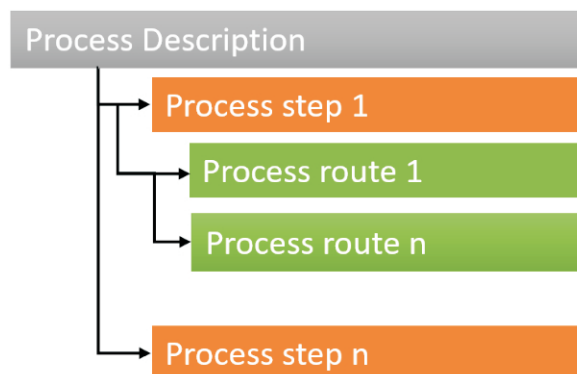 Process Description
Process step 1
Process route 1
Process route n
Process step n